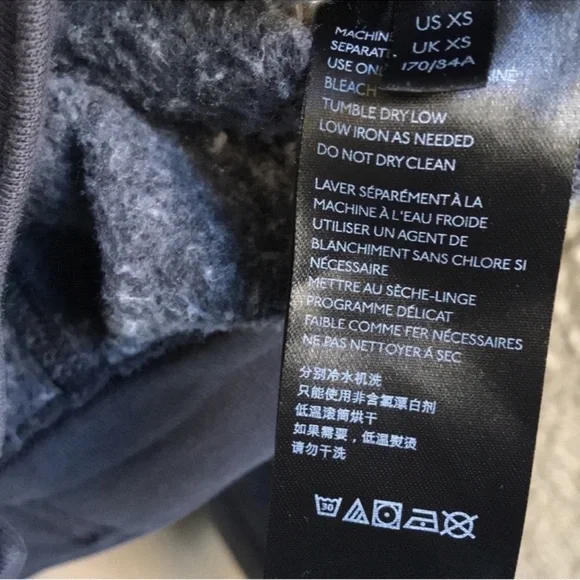 US XS
UK XS
170/84A
MACHIN
SEPARAT
USE ON
BLEACH
TUMBLE DRY LOW
LOW IRON AS NEEDED
DO NOT DRY CLEAN
LAVER SÉPARÉMENT À LA
MACHINE À L'EAU FROIDE
UTILISER UN AGENT DE
BLANCHIMENT SANS CHLORE SI
NÉCESSAIRE
METTRE AU SÈCHE-LINGE
PROGRAMME DÉLICAT
FAIBLE COMME FER NÉCESSAIRES
NE PAS NETTOYER À SEC
分别冷水机洗
只能使用非含氯漂白剂
低温滚筒烘干
如果需要，低温熨烫
请勿干洗
30